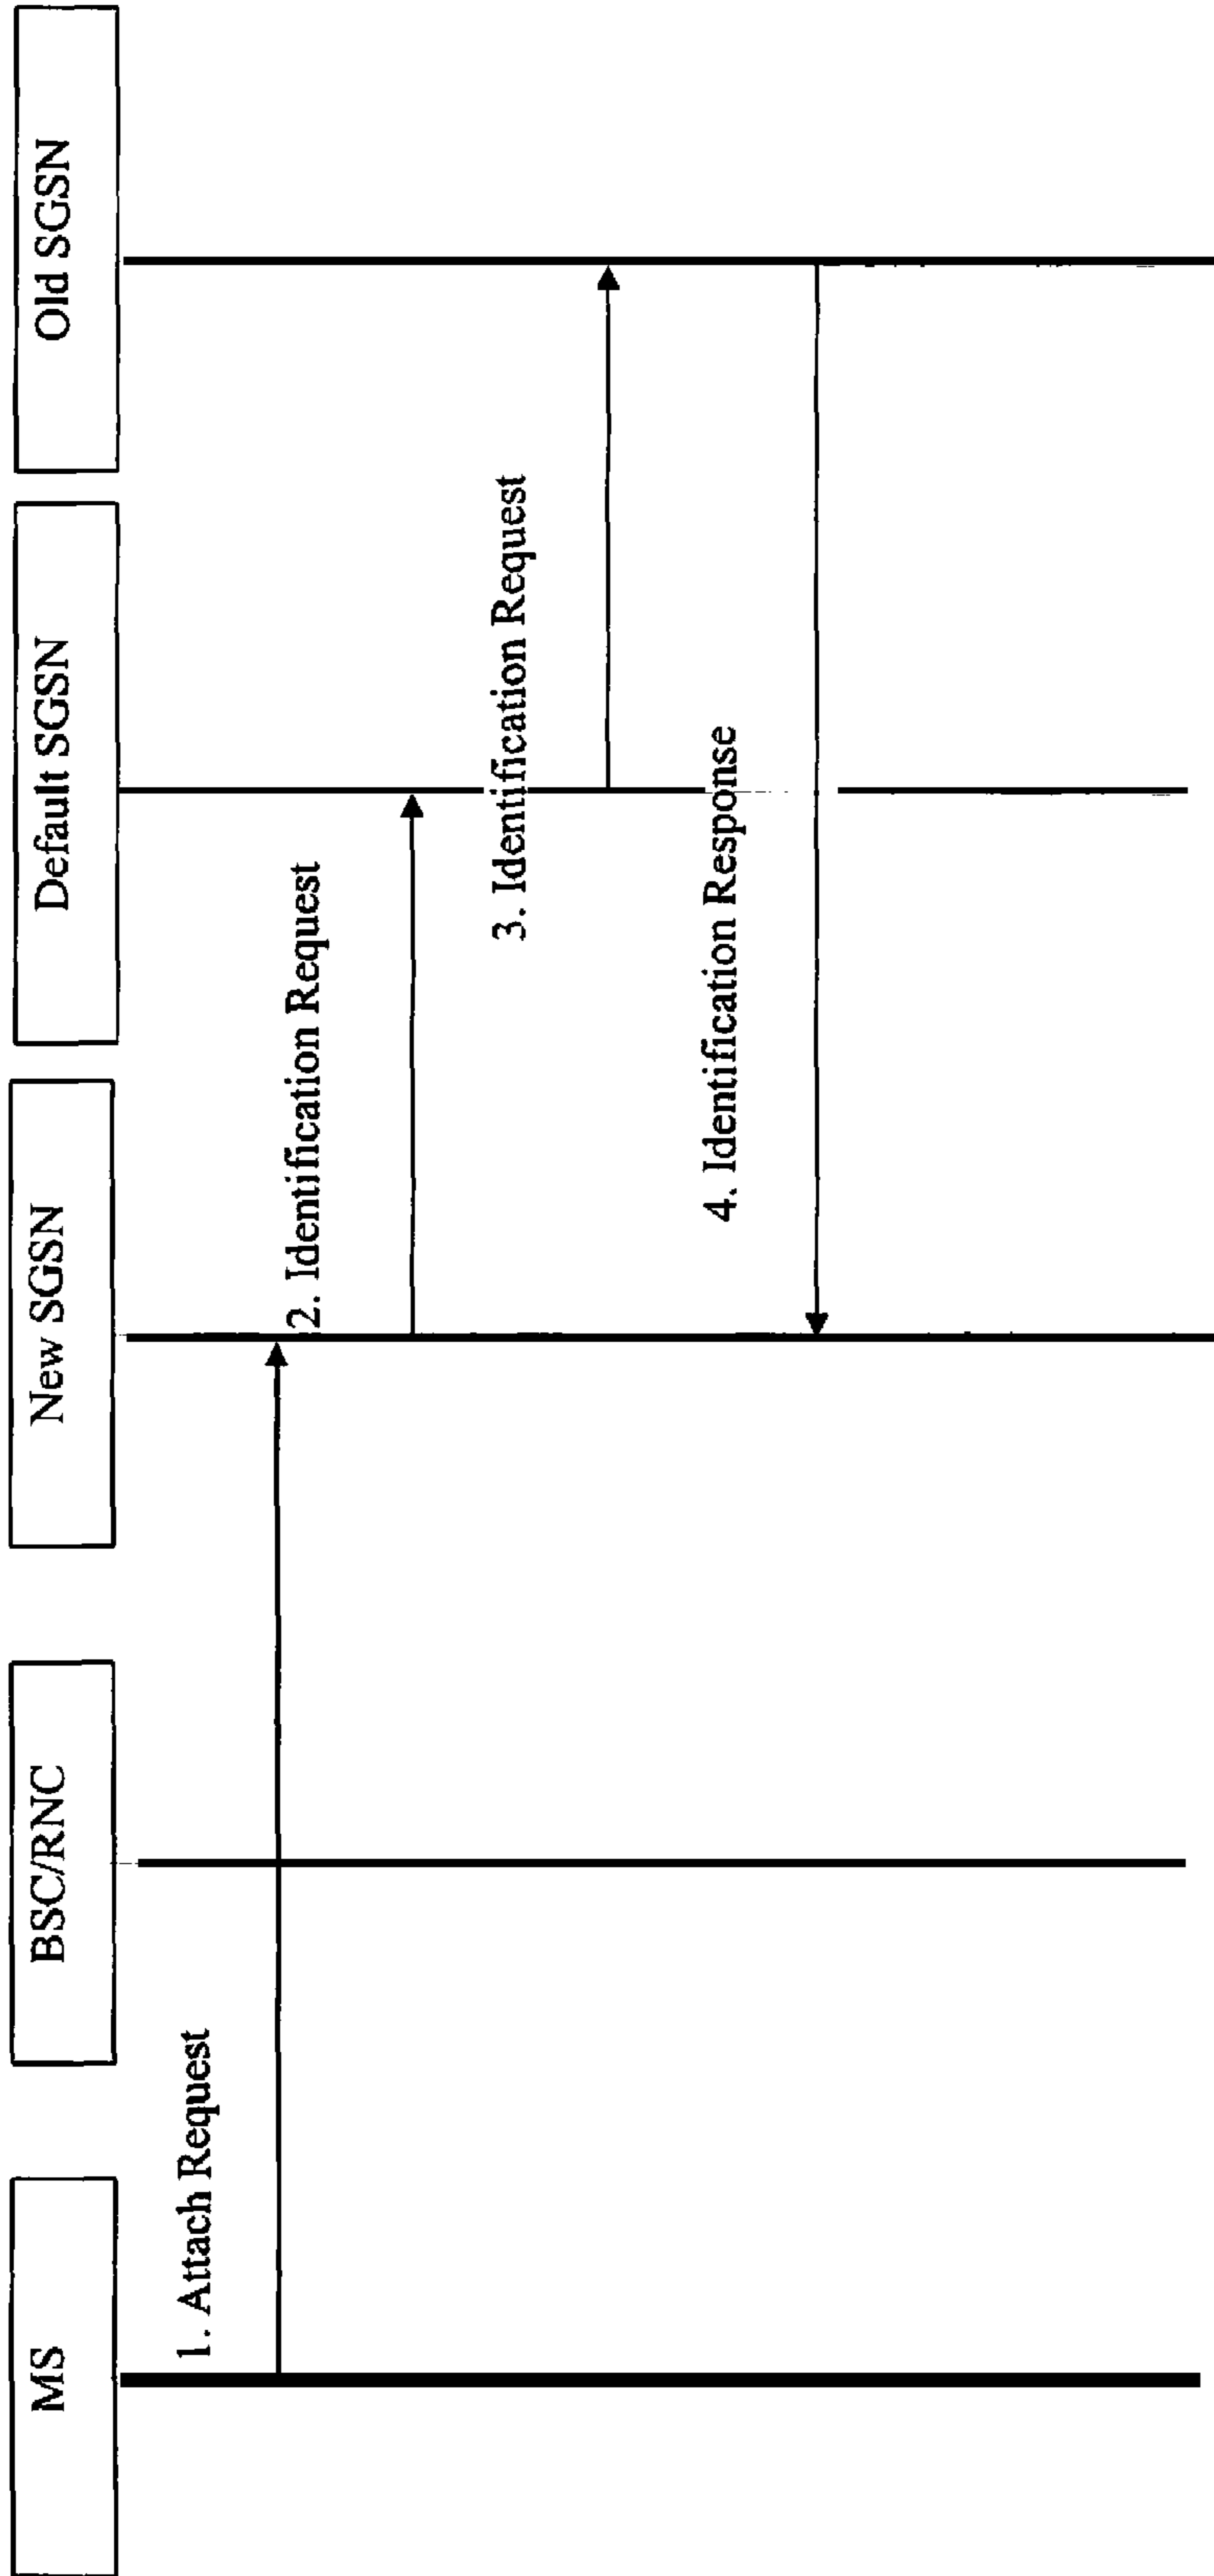 MS
BSC/RNC
New SGSN
Default SGSN
Old SGSN
1. Attach Request
2. Identification Request
3. Identification Request
4. Identification Response